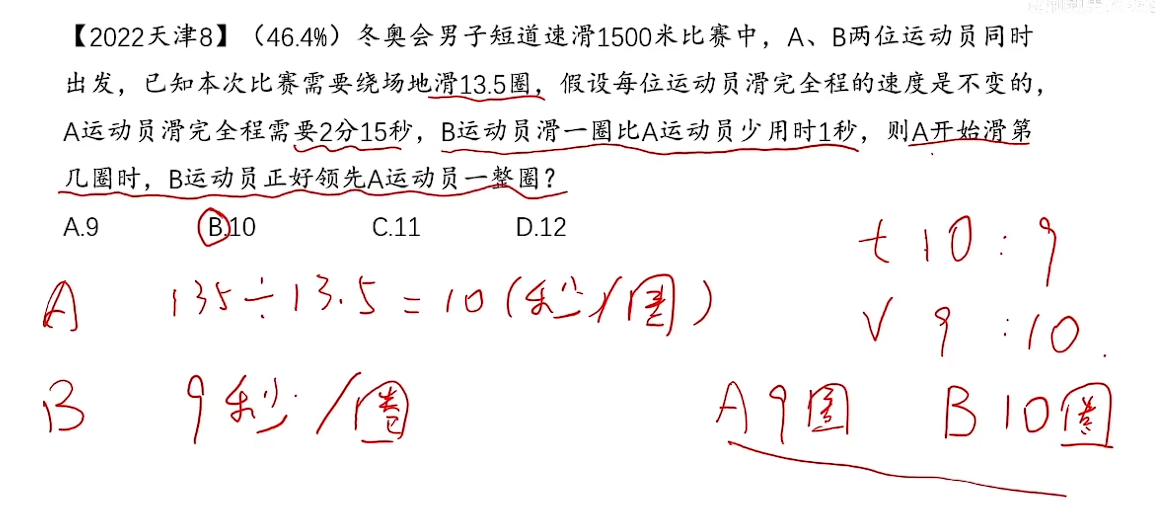 【2022天津8】（46.4%）冬奥会男子短道速滑1500米比赛中，A、B两位运动员同时
出发，已知本次比赛需要绕场地滑13.5圈，假设每位运动员滑完全程的速度是不变的，
A运动员滑完全程需要2分15秒，B运动员滑一圈比A运动员少用时1秒，则A开始滑第
几圈时，B运动员正好领先A运动员一整圈？
A.9 B.10 C.11 D.12
t 10 : 9
A 135÷13.5=10(秒/圈)
V 9 :10
B 9秒/圈
A9圈 B10圈